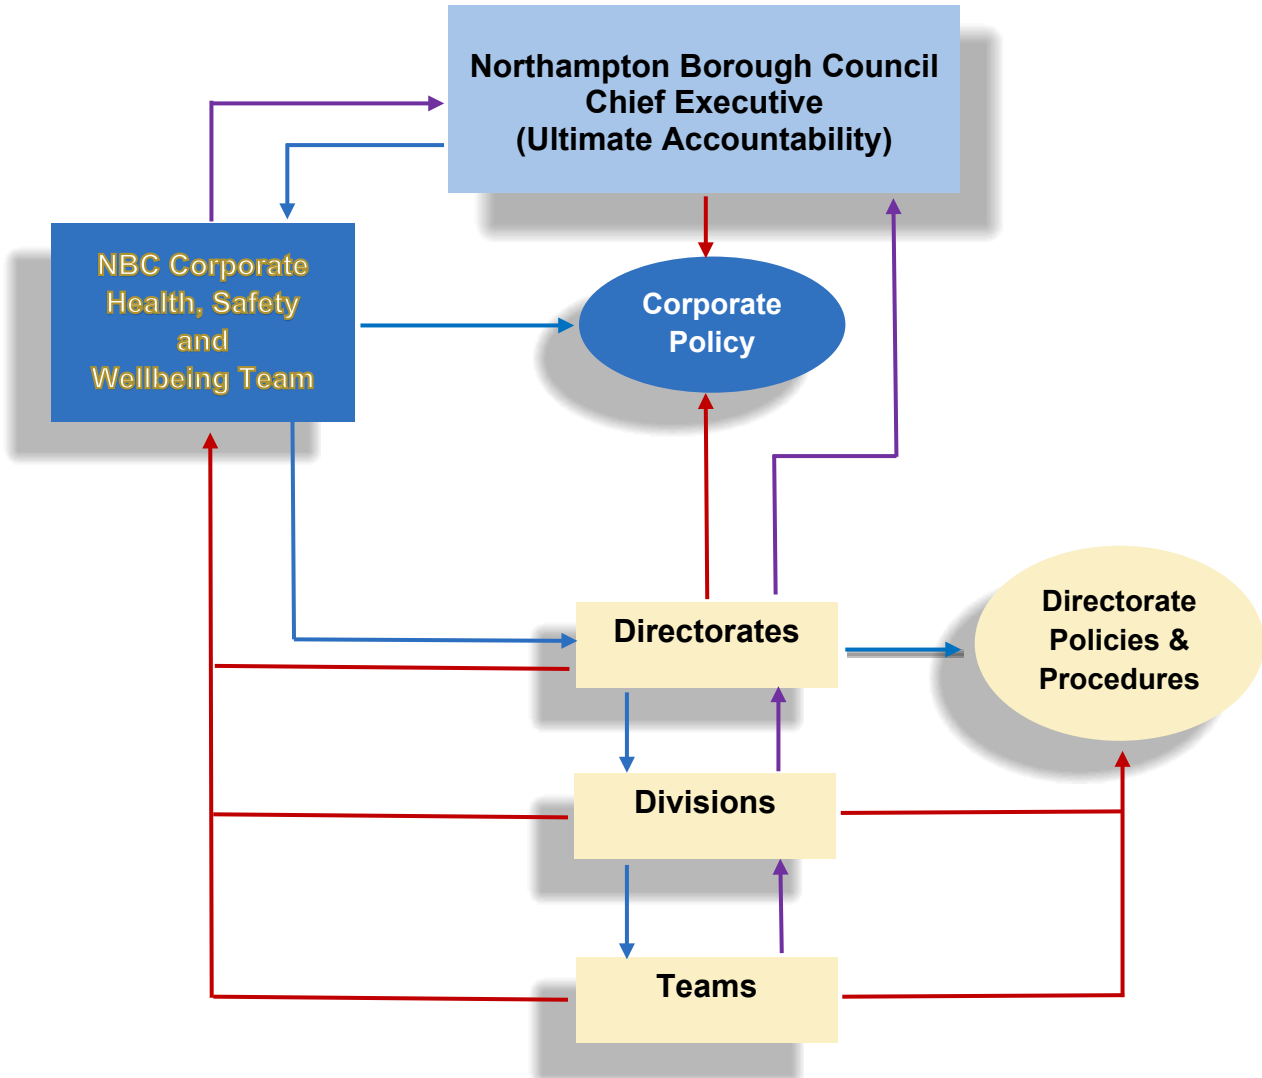 Northampton Borough Council
Chief Executive
(Ultimate Accountability)
NBC Corporate
Health, Safety
and
Wellbeing Team
Corporate
Policy
Directorates
Directorate
Policies &
Procedures
Divisions
Teams